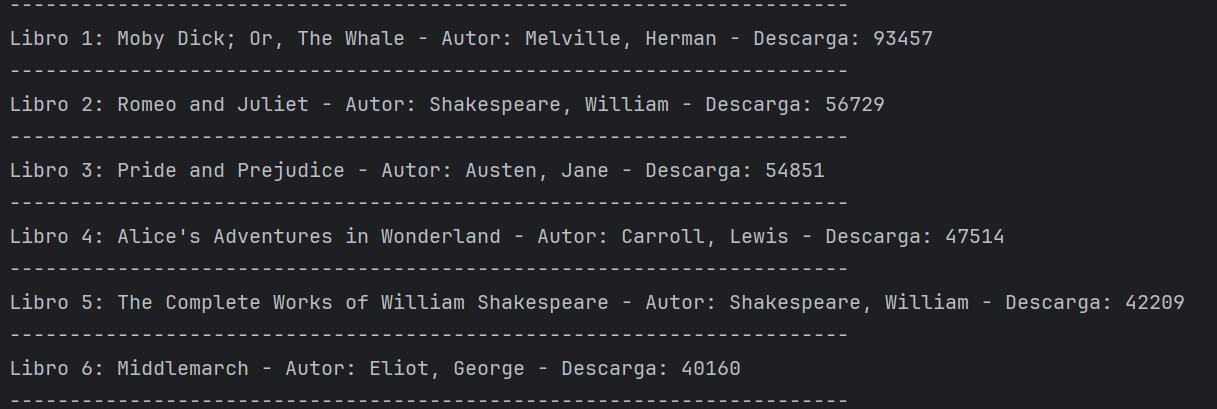 ----------------------------------------------------------------------
Libro 1: Moby Dick; Or, The Whale - Autor: Melville, Herman - Descarga: 93457
----------------------------------------------------------------------
Libro 2: Romeo and Juliet - Autor: Shakespeare, William - Descarga: 56729
----------------------------------------------------------------------
Libro 3: Pride and Prejudice - Autor: Austen, Jane - Descarga: 54851
----------------------------------------------------------------------
Libro 4: Alice's Adventures in Wonderland - Autor: Carroll, Lewis - Descarga: 47514
----------------------------------------------------------------------
Libro 5: The Complete Works of William Shakespeare - Autor: Shakespeare, William - Descarga: 42209
----------------------------------------------------------------------
Libro 6: Middlemarch - Autor: Eliot, George - Descarga: 40160
----------------------------------------------------------------------